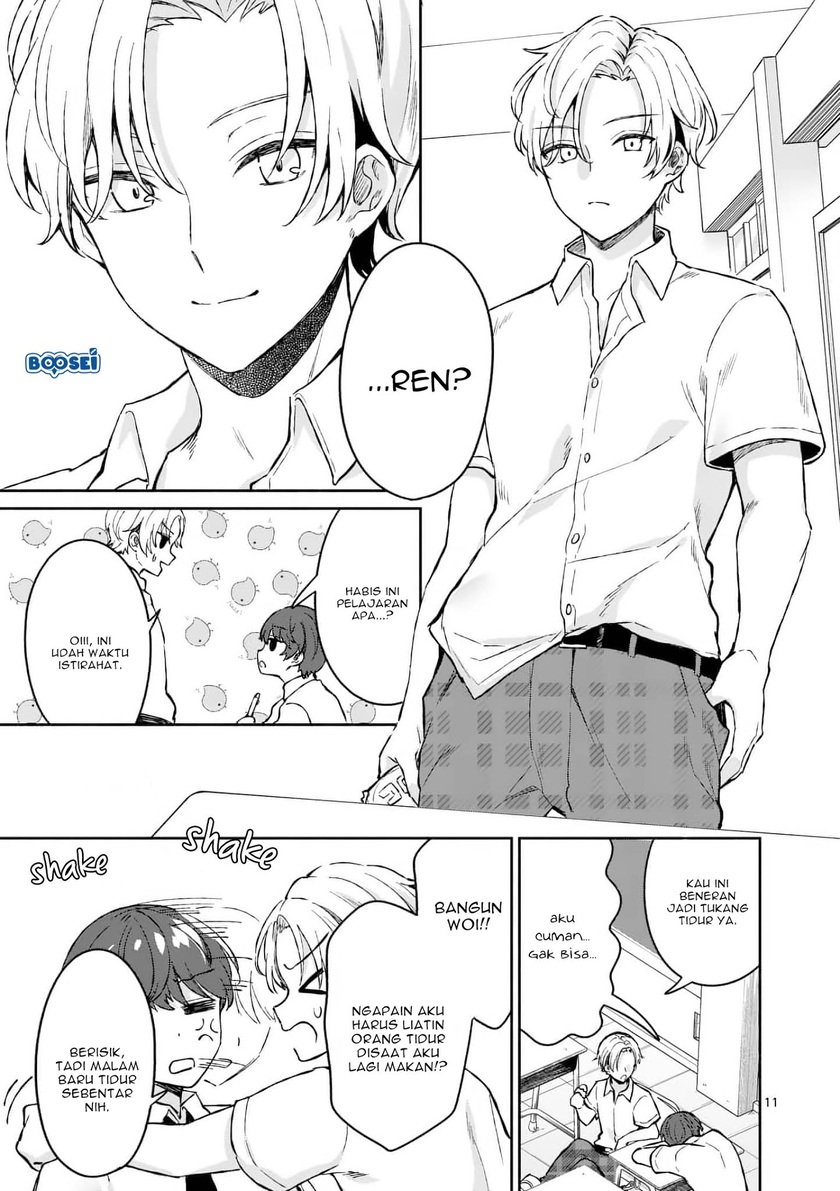 BOOSEI
...REN?
HABIS INI
PELAJARAN
APA...?
OIII, INI
UDAH WAKTU
ISTIRAHAT.
KAU INI
BENERAN
JADI TUKANG
TIDUR YA.
aku
cuman...
Gak Bisa...
BANGUN
WOI!!
NGAPAIN AKU
HARUS LIATIN
ORANG TIDUR
DISAAT AKU
LAGI MAKAN!?
shake
shake
BERISIK,
TADI MALAM
BARU TIDUR
SEBENTAR
NIH.
11